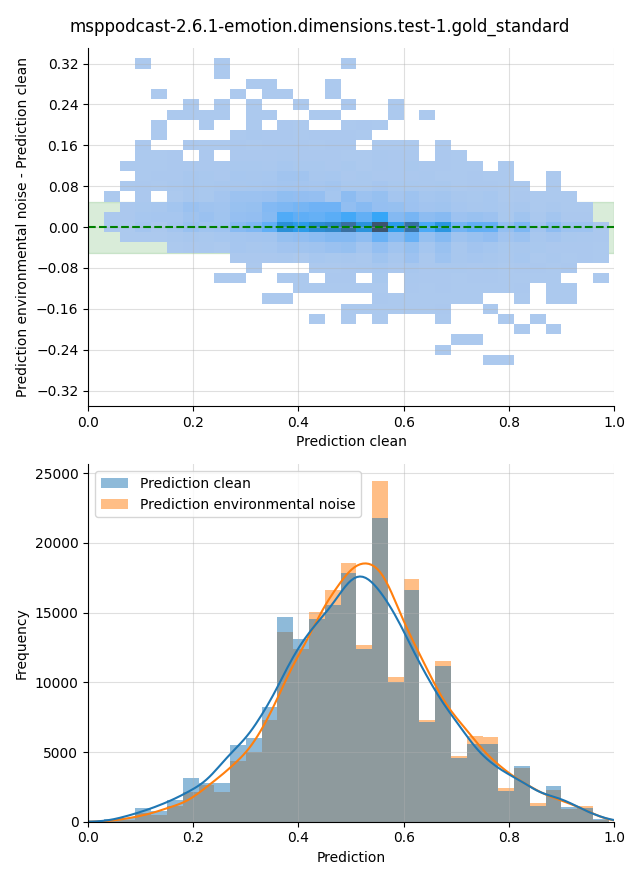 msppodcast-2.6.1-emotion.dimensions.test-1.gold_standard
Prediction environmental noise - Prediction clean
0.32
0.24
0.16
0.08
0.00
−0.08
−0.16
−0.24
−0.32
0.0 0.2 0.4 0.6 0.8 1.0
Prediction clean
Prediction clean
Prediction environmental noise
Frequency
25000
20000
15000
10000
5000
0
0.0 0.2 0.4 0.6 0.8 1.0
Prediction